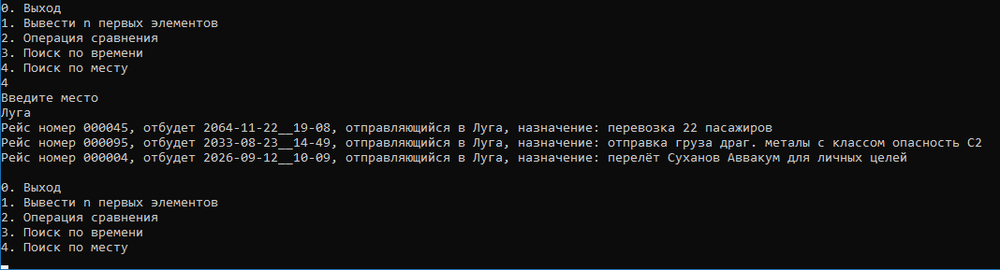 0. Выход
1. Вывести n первых элементов
2. Операция сравнения
3. Поиск по времени
4. Поиск по месту
4
Введите место
Луга
Рейс номер 000045, отбудет 2064-11-22__19-08, отправляющийся в Луга, назначение: перевозка 22 пасажиров
Рейс номер 000095, отбудет 2033-08-23__14-49, отправляющийся в Луга, назначение: отправка груза драг. металы с классом опасность C2
Рейс номер 000004, отбудет 2026-09-12__10-09, отправляющийся в Луга, назначение: перелёт Суханов Аввакум для личных целей
0. Выход
1. Вывести n первых элементов
2. Операция сравнения
3. Поиск по времени
4. Поиск по месту